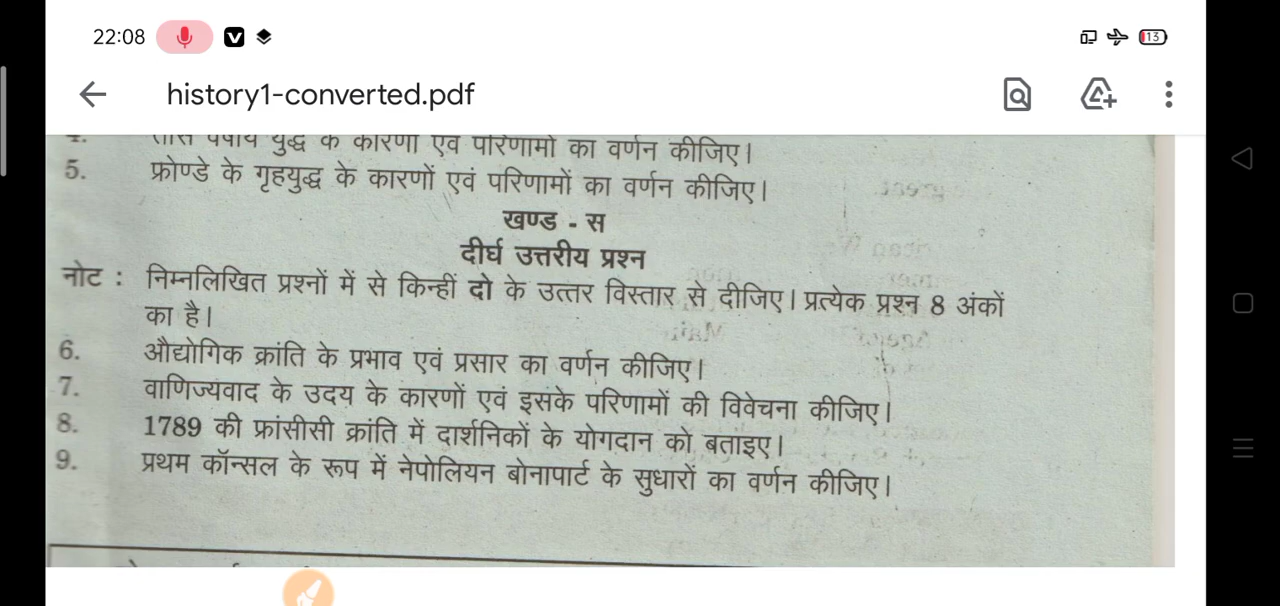 22:08
13
history1-converted.pdf
के कारणों एवं परिणामों का वर्णन कीजिए।
5. फ्रोण्डे के गृहयुद्ध के कारणों एवं परिणामों का वर्णन कीजिए।
खण्ड - स
दीर्घ उत्तरीय प्रश्न
नोट : निम्नलिखित प्रश्नों में से किन्हीं दो के उत्तर विस्तार से दीजिए। प्रत्येक प्रश्न 8 अंकों
का है।
6. औद्योगिक क्रांति के प्रभाव एवं प्रसार का वर्णन कीजिए।
7. वाणिज्यवाद के उदय के कारणों एवं इसके परिणामों की विवेचना कीजिए।
8. 1789 की फ्रांसीसी क्रांति में दार्शनिकों के योगदान को बताइए।
9. प्रथम कॉन्सल के रूप में नेपोलियन बोनापार्ट के सुधारों का वर्णन कीजिए।